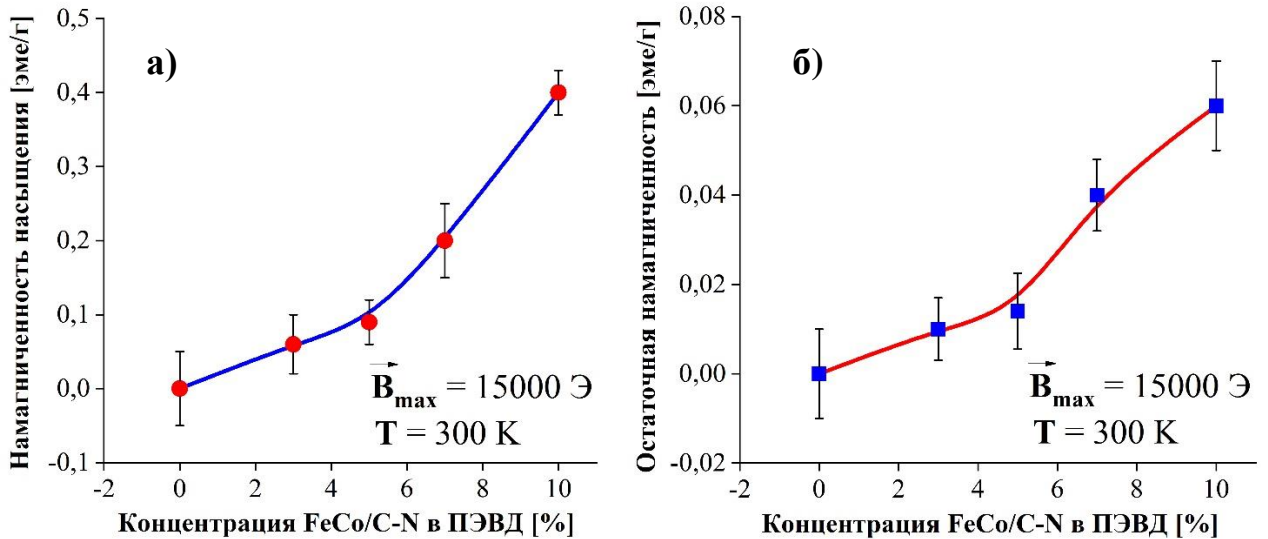 Намагниченность насыщения [эме/г]
0,5
0,4
0,3
0,2
0,1
0,0
-0,1
а)
B max = 15000 Э
T = 300 K
-2 0 2 4 6 8 10
Концентрация FeCo/C-N в ПЭВД [%]
Остаточная намагниченность [эме/г]
0,08
0,06
0,04
0,02
0,00
-0,02
б)
B max = 15000 Э
T = 300 K
-2 0 2 4 6 8 10
Концентрация FeCo/C-N в ПЭВД [%]